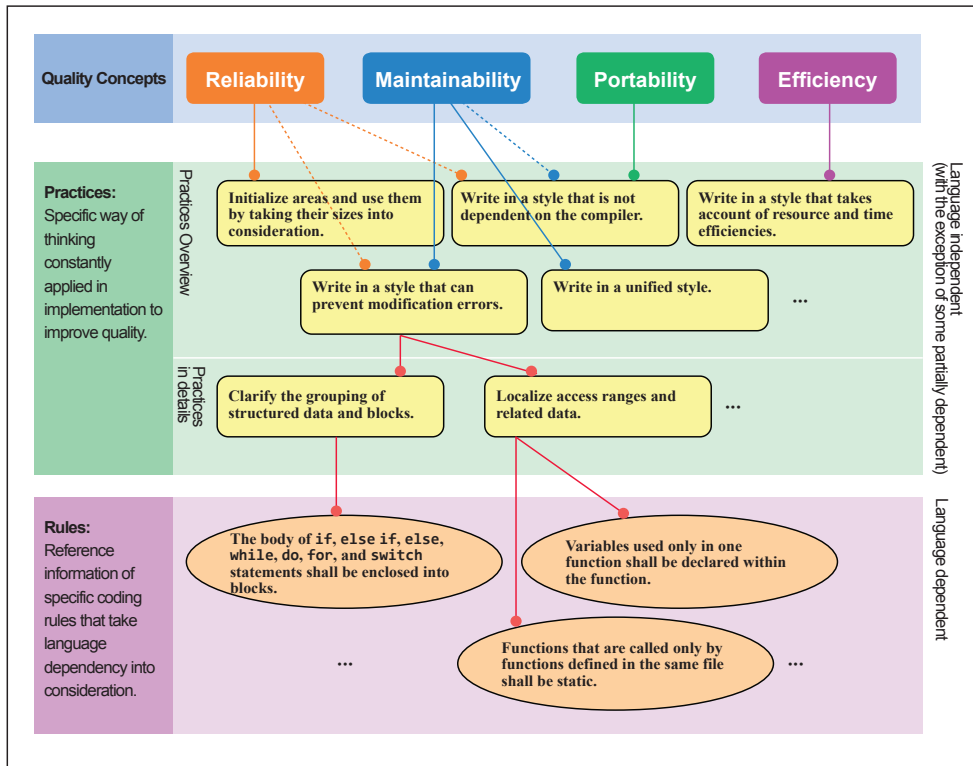 Quality Concepts
Reliability
Maintainability
Portability
Efficiency
Practices:
Specific way of
thinking
constantly
applied in
implementation to
improve quality.
Practices Overview
Initialize areas and use them
by taking their sizes into
consideration.
Write in a style that is not
dependent on the compiler.
Write in a style that takes
account of resource and time
efficiencies.
Write in a style that can
prevent modification errors.
Write in a unified style.
...
Practices
in details
Clarify the grouping of
structured data and blocks.
Localize access ranges and
related data.
...
Language independent
(with the exception of some partially dependent)
Rules:
Reference
information of
specific coding
rules that take
language
dependency into
consideration.
The body of if, else if, else,
while, do, for, and switch
statements shall be enclosed into
blocks.
Variables used only in one
function shall be declared within
the function.
...
Functions that are called only by
functions defined in the same file
shall be static.
...
Language dependent